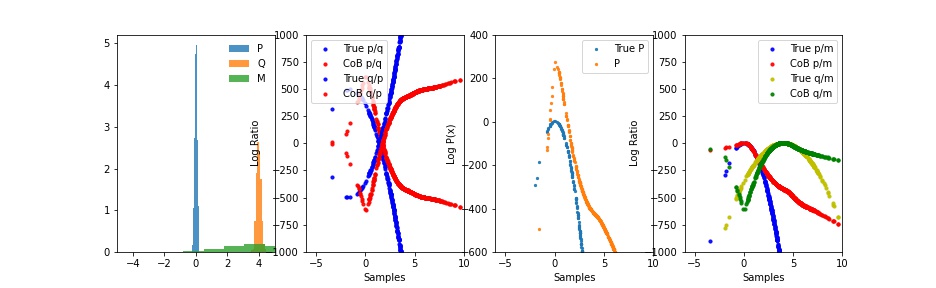 5
4
3
2
1
0
−4
−2
0
2
4
P
Q
M
Log Ratio
1000
750
500
250
0
−250
−500
−750
1000
−5
0
5
10
Samples
True p/q
CoB p/q
True q/p
CoB q/p
Log P(x)
400
200
0
−200
−400
−600
−5
0
5
10
Samples
True P
P
Log Ratio
1000
750
500
250
0
−250
−500
−750
1000
−5
0
5
10
Samples
True p/m
CoB p/m
True q/m
CoB q/m